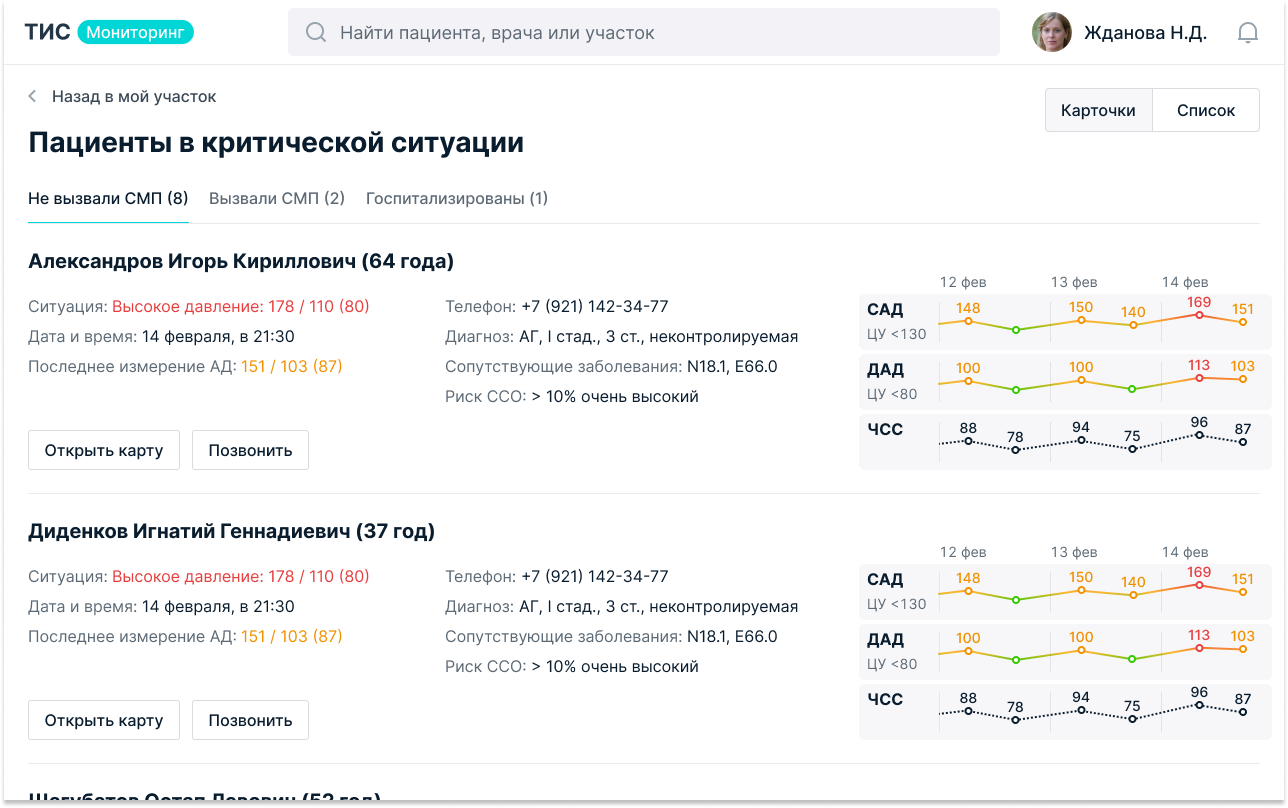 ТИС Мониторинг
Найти пациента, врача или участок
Жданова Н.Д.
Назад в мой участок
Карточки Список
Пациенты в критической ситуации
Не вызвали СМП (8) Вызвали СМП (2) Госпитализированы (1)
Александров Игорь Кириллович (64 года)
Ситуация: Высокое давление: 178 / 110 (80)
Дата и время: 14 февраля, в 21:30
Последнее измерение АД: 151 / 103 (87)
Телефон: +7 (921) 142-34-77
Диагноз: АГ, I стад., 3 ст., неконтролируемая
Сопутствующие заболевания: N18.1, E66.0
Риск ССО: > 10% очень высокий
Открыть карту Позвонить
12 фев 13 фев 14 фев
САД 148 150 140 169 151
ЦУ <130
ДАД 100 100 113 103
ЦУ <80
ЧСС 88 78 94 75 96 87
Диденков Игнатий Геннадиевич (37 год)
Ситуация: Высокое давление: 178 / 110 (80)
Дата и время: 14 февраля, в 21:30
Последнее измерение АД: 151 / 103 (87)
Телефон: +7 (921) 142-34-77
Диагноз: АГ, I стад., 3 ст., неконтролируемая
Сопутствующие заболевания: N18.1, E66.0
Риск ССО: > 10% очень высокий
Открыть карту Позвонить
12 фев 13 фев 14 фев
САД 148 150 140 169 151
ЦУ <130
ДАД 100 100 113 103
ЦУ <80
ЧСС 88 78 94 75 96 87